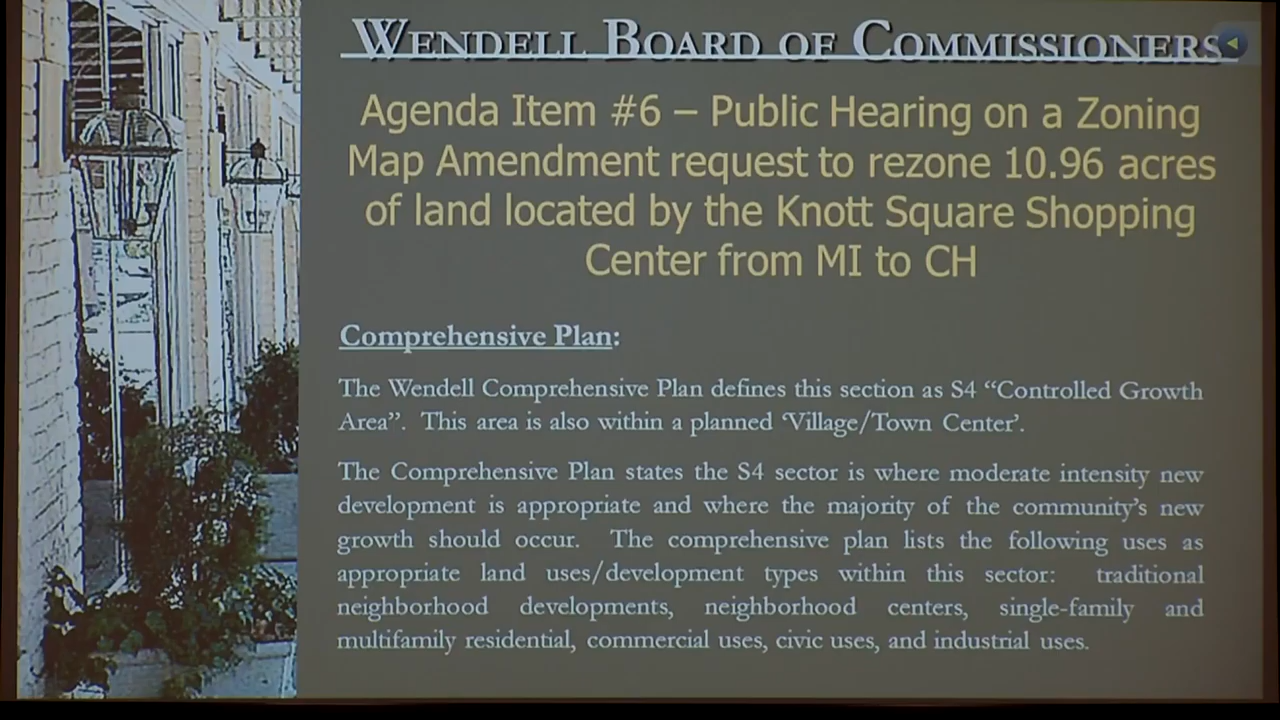 WENDELL BOARD OF COMMISSIONERS
Agenda Item #6 – Public Hearing on a Zoning
Map Amendment request to rezone 10.96 acres
of land located by the Knott Square Shopping
Center from MI to CH
Comprehensive Plan:
The Wendell Comprehensive Plan defines this section as S4 “Controlled Growth
Area”. This area is also within a planned ‘Village/Town Center’.
The Comprehensive Plan states the S4 sector is where moderate intensity new
development is appropriate and where the majority of the community’s new
growth should occur. The comprehensive plan lists the following uses as
appropriate land uses/development types within this sector: traditional
neighborhood developments, neighborhood centers, single-family and
multifamily residential, commercial uses, civic uses, and industrial uses.